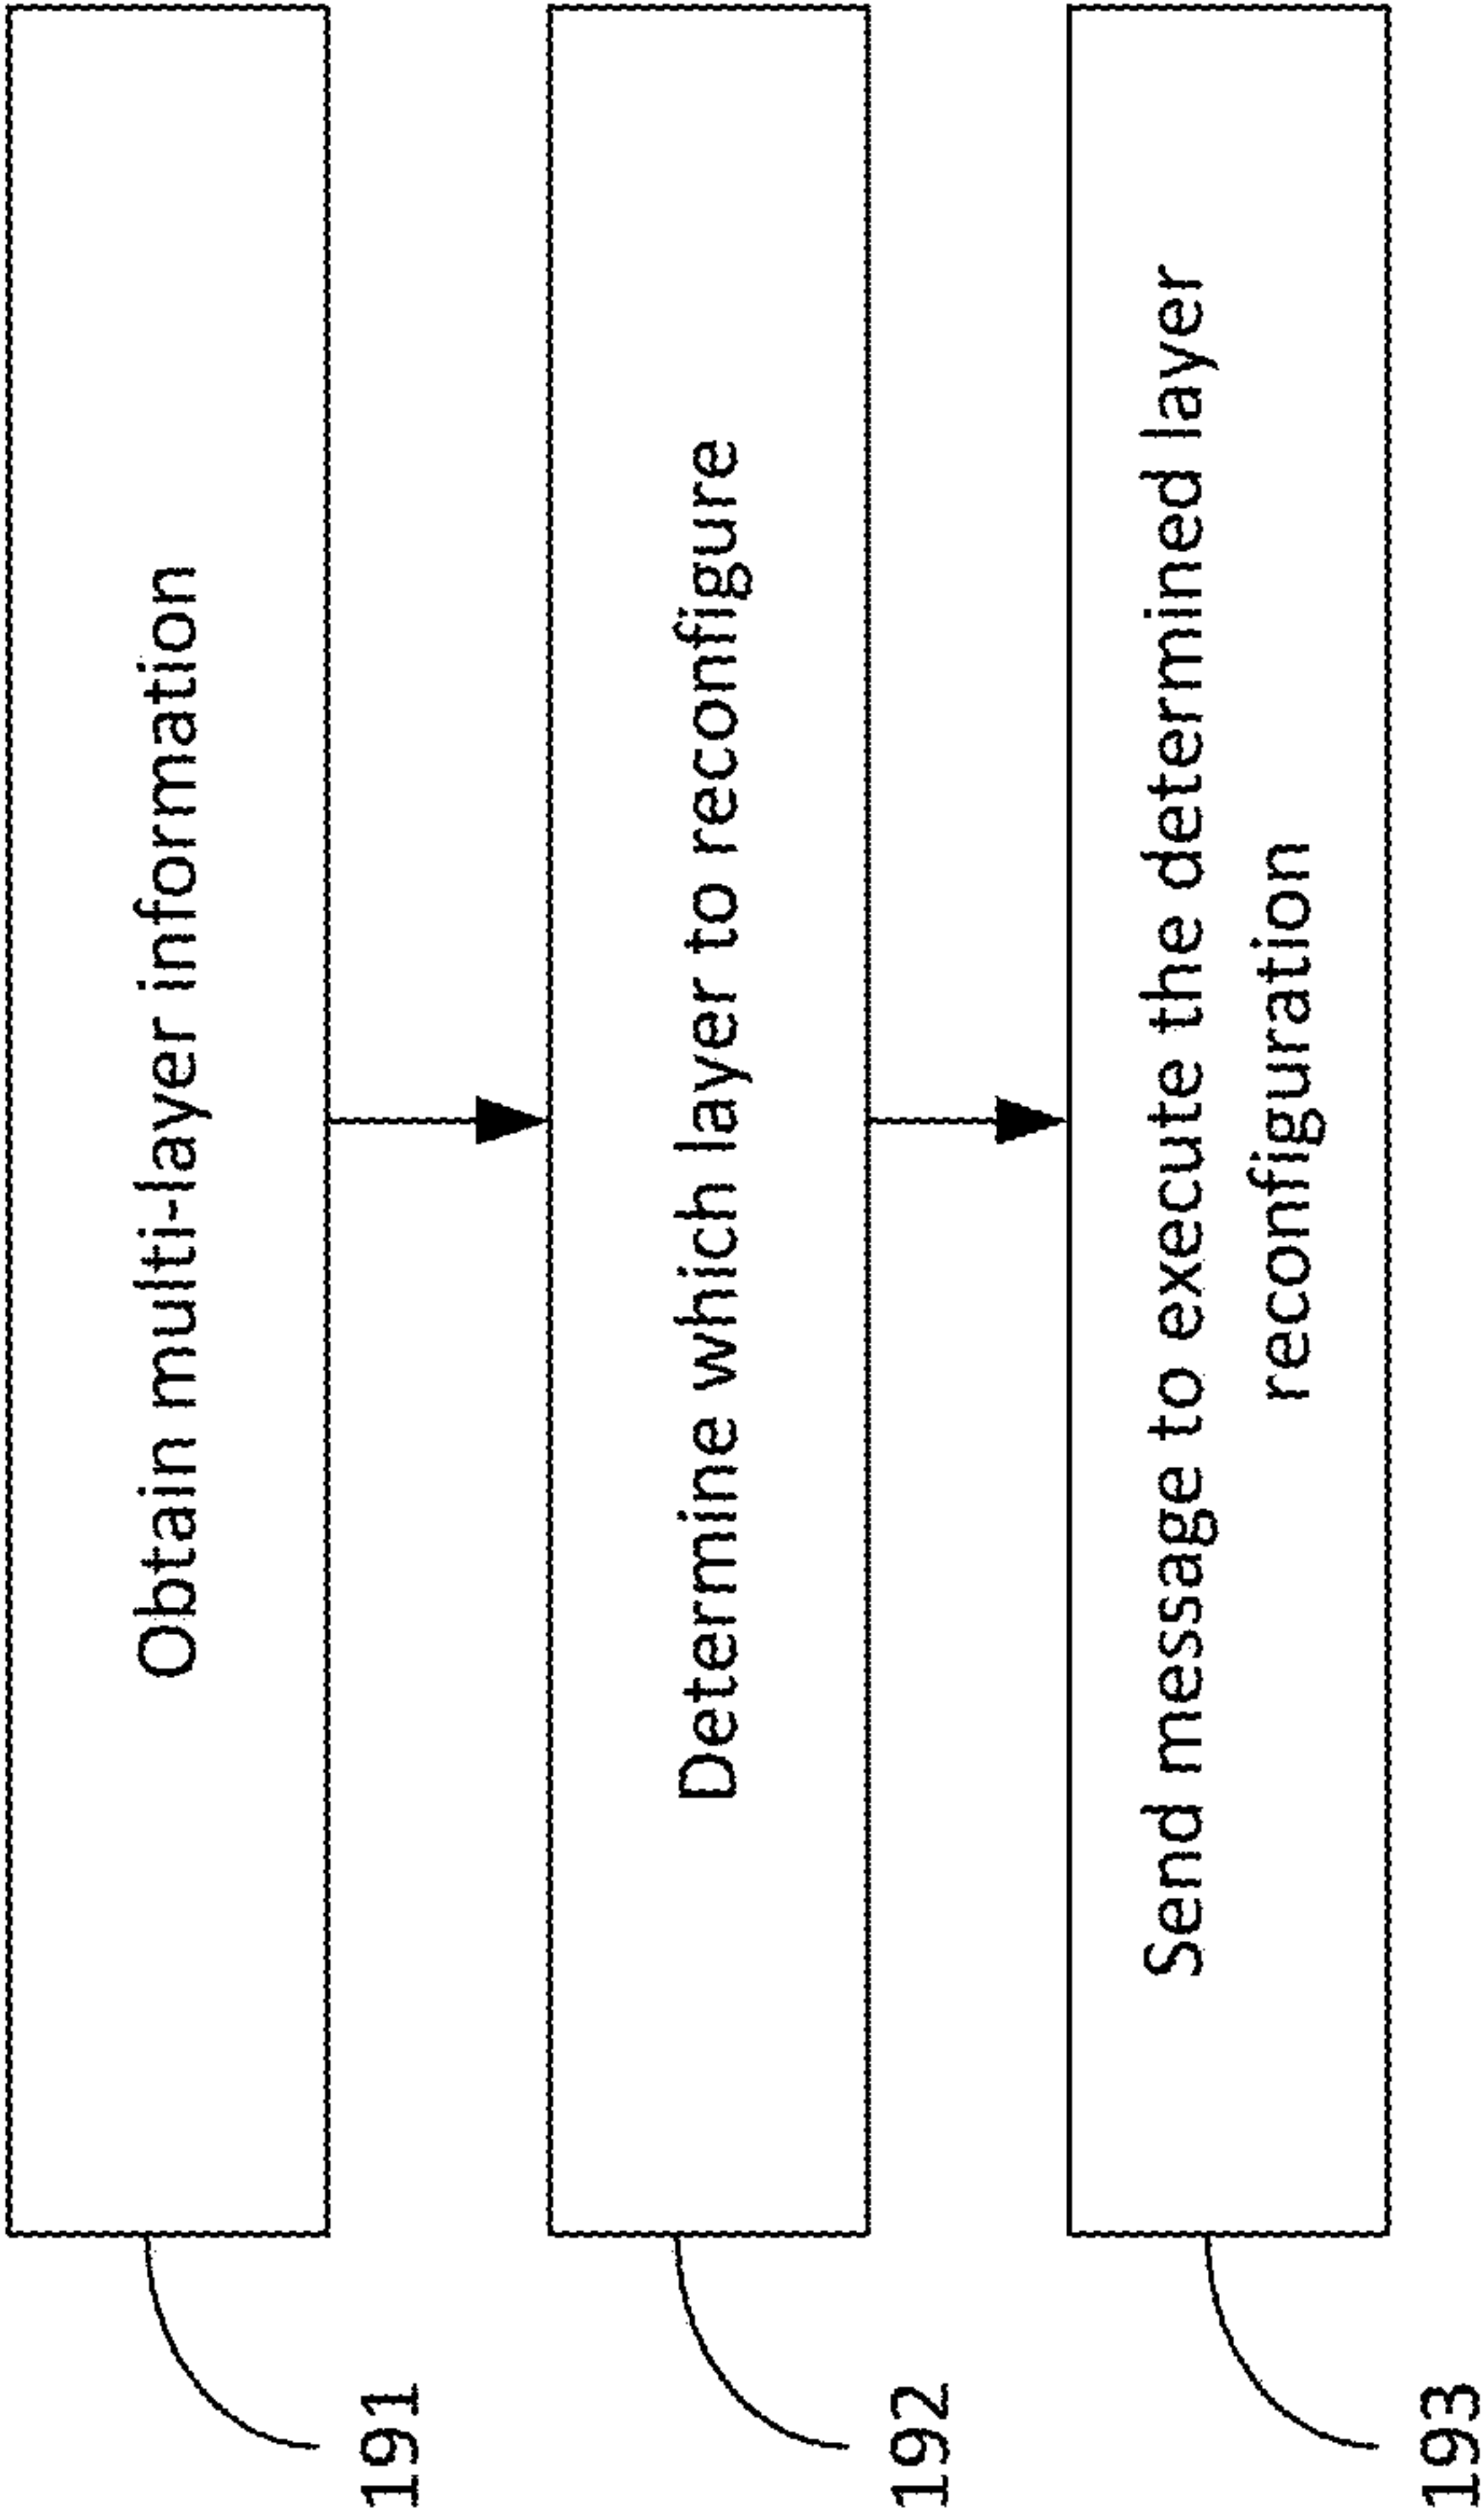 Obtain multi-layer information
191
Determine which layer to reconfigure
192
Send message to execute the determined layer
reconfiguration
193